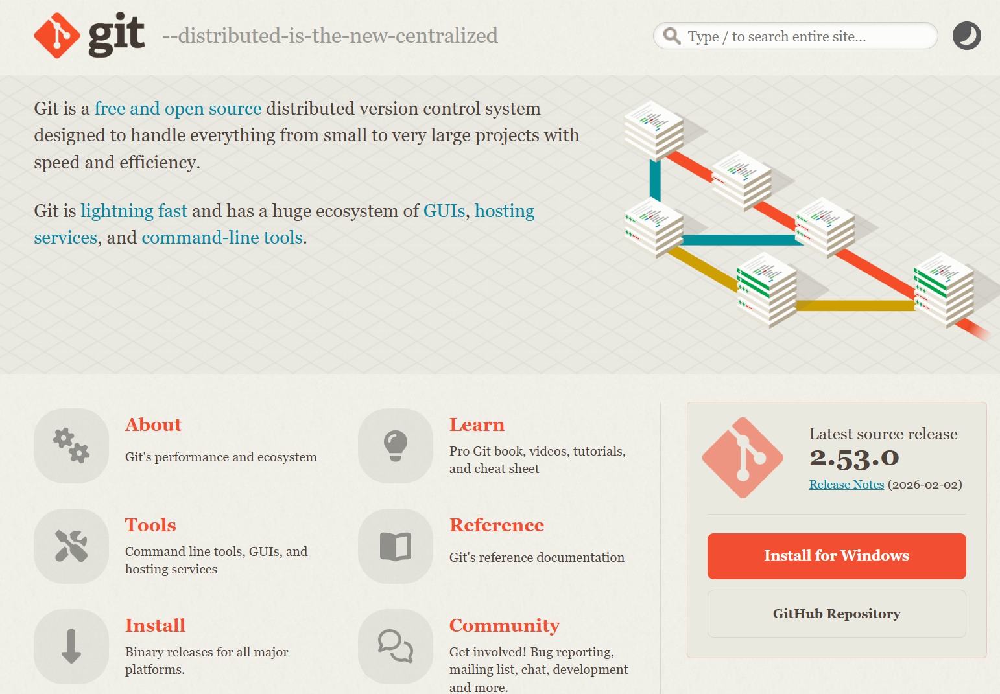 git --distributed-is-the-new-centralized
Type / to search entire site...
Git is a free and open source distributed version control system
designed to handle everything from small to very large projects with
speed and efficiency.
Git is lightning fast and has a huge ecosystem of GUIs, hosting
services, and command-line tools.
About
Git's performance and ecosystem
Learn
Pro Git book, videos, tutorials,
and cheat sheet
Tools
Command line tools, GUIs, and
hosting services
Reference
Git's reference documentation
Install
Binary releases for all major
platforms.
Community
Get involved! Bug reporting,
mailing list, chat, development
and more.
Latest source release
2.53.0
Release Notes (2026-02-02)
Install for Windows
GitHub Repository